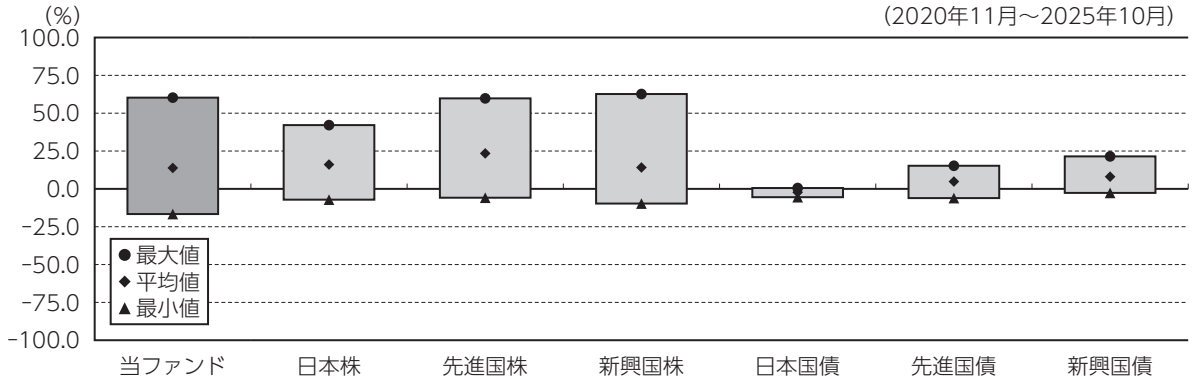 (%)
(2020年11月～2025年10月)
100.0
75.0
50.0
25.0
0.0
-25.0
-50.0
-75.0
-100.0
●最大値
◆平均値
▲最小値
当ファンド 日本株 先進国株 新興国株 日本国債 先進国債 新興国債